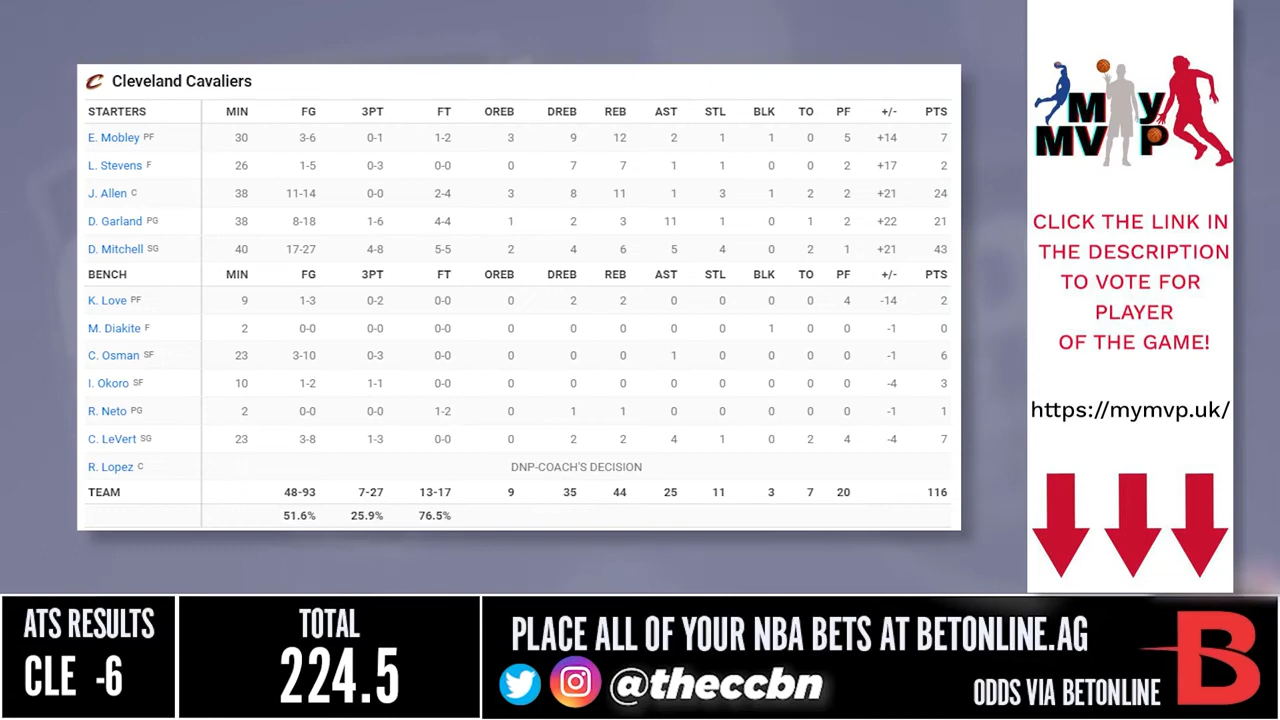 Cleveland Cavaliers
STARTERS MIN FG 3PT FT OREB DREB REB AST STL BLK TO PF +/- PTS
E. Mobley PF 30 3-6 0-1 1-2 3 9 12 2 1 1 0 5 +14 7
L. Stevens F 26 1-5 0-3 0-0 0 7 7 1 1 0 0 2 +17 2
J. Allen C 38 11-14 0-0 2-4 3 8 11 1 3 1 2 2 +21 24
D. Garland PG 38 8-18 1-6 4-4 1 2 3 11 1 0 1 2 +22 21
D. Mitchell SG 40 17-27 4-8 5-5 2 4 6 5 4 0 2 1 +21 43
BENCH MIN FG 3PT FT OREB DREB REB AST STL BLK TO PF +/- PTS
K. Love PF 9 1-3 0-2 0-0 0 2 2 0 0 0 0 4 -14 2
M. Diakite F 2 0-0 0-0 0-0 0 0 0 0 0 1 0 0 -1 0
C. Osman SF 23 3-10 0-3 0-0 0 0 0 1 0 0 0 0 -1 6
I. Okoro SF 10 1-2 1-1 0-0 0 0 0 0 0 0 0 0 -4 3
R. Neto PG 2 0-0 0-0 1-2 0 1 1 0 0 0 0 0 -1 1
C. LeVert SG 23 3-8 1-3 0-0 0 2 2 4 1 0 2 4 -4 7
R. Lopez C DNP-COACH'S DECISION
TEAM 48-93 7-27 13-17 9 35 44 25 11 3 7 20 116
51.6% 25.9% 76.5%
My
MVP
CLICK THE LINK IN
THE DESCRIPTION
TO VOTE FOR
PLAYER
OF THE GAME!
https://mymvp.uk/
ATS RESULTS
CLE -6
TOTAL
224.5
PLACE ALL OF YOUR NBA BETS AT BETONLINE.AG
@theccbn
ODDS VIA BETONLINE
B